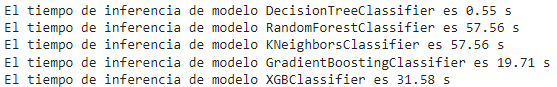 El tiempo de inferencia de modelo DecisionTreeClassifier es 0.55 s
El tiempo de inferencia de modelo RandomForestClassifier es 57.56 s
El tiempo de inferencia de modelo KNeighborsClassifier es 57.56 s
El tiempo de inferencia de modelo GradientBoostingClassifier es 19.71 s
El tiempo de inferencia de modelo XGBClassifier es 31.58 s